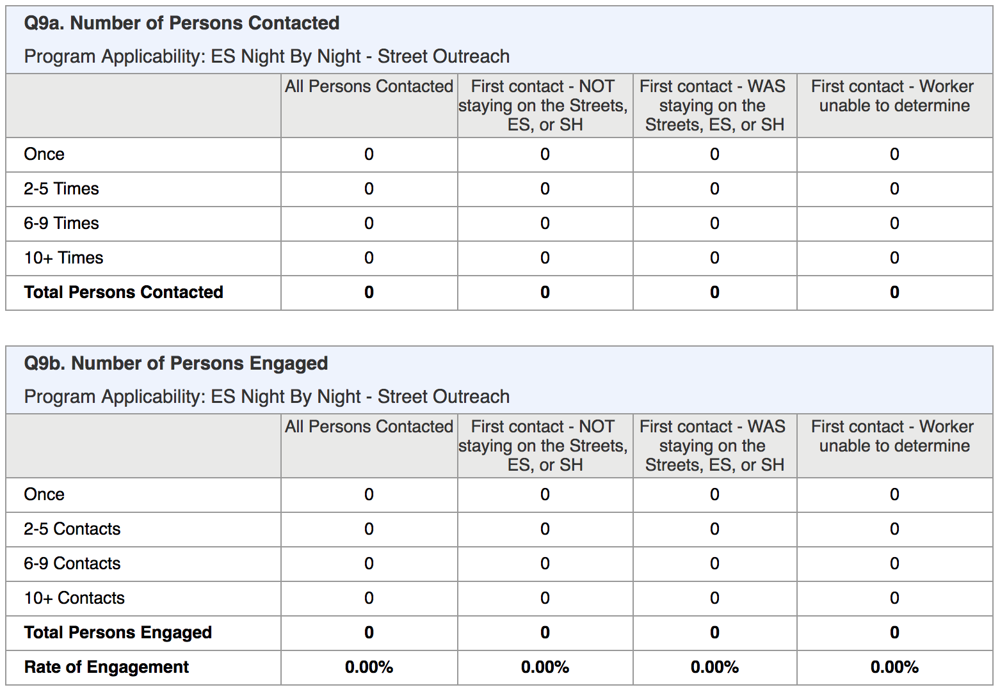 Q9a. Number of Persons Contacted
Program Applicability: ES Night By Night - Street Outreach
All Persons Contacted First contact - NOT staying on the Streets, ES, or SH First contact - WAS staying on the Streets, ES, or SH First contact - Worker unable to determine
Once 0 0 0 0
2-5 Times 0 0 0 0
6-9 Times 0 0 0 0
10+ Times 0 0 0 0
Total Persons Contacted 0 0 0 0
Q9b. Number of Persons Engaged
Program Applicability: ES Night By Night - Street Outreach
All Persons Contacted First contact - NOT staying on the Streets, ES, or SH First contact - WAS staying on the Streets, ES, or SH First contact - Worker unable to determine
Once 0 0 0 0
2-5 Contacts 0 0 0 0
6-9 Contacts 0 0 0 0
10+ Contacts 0 0 0 0
Total Persons Engaged 0 0 0 0
Rate of Engagement 0.00% 0.00% 0.00% 0.00%